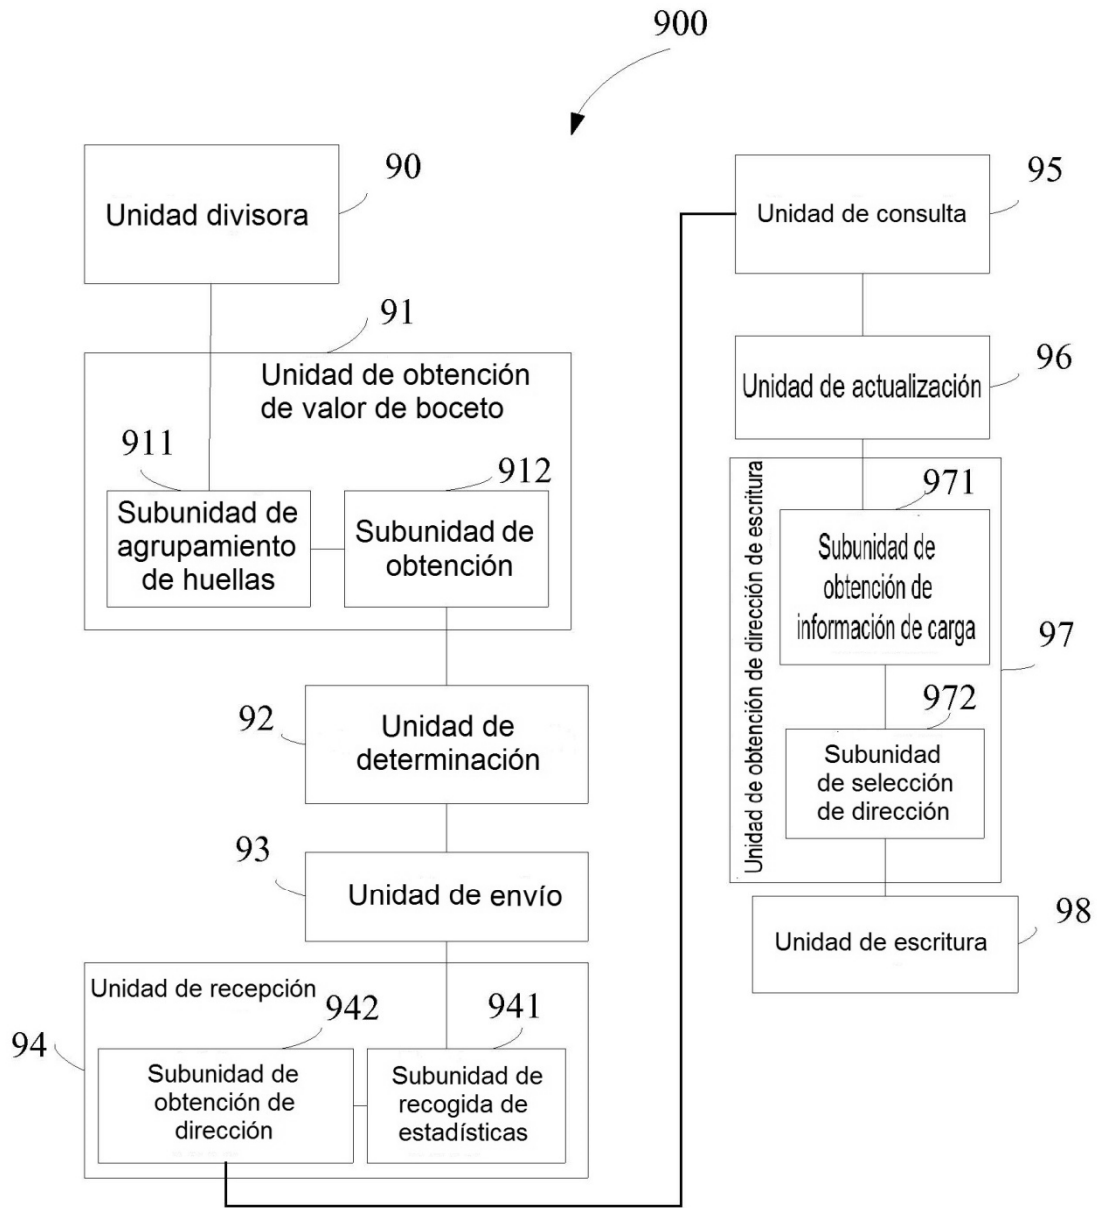 900
90
Unidad divisora
91
Unidad de obtención
de valor de boceto
911
Subunidad de
agrupamiento
de huellas
912
Subunidad de
obtención
92
Unidad de
determinación
93
Unidad de envío
Unidad de recepción
94
942
Subunidad de
obtención de
dirección
941
Subunidad de
recogida de
estadísticas
95
Unidad de consulta
96
Unidad de actualización
Unidad de obtención de dirección de escritura
971
Subunidad de
obtención de
información de carga
97
972
Subunidad
de selección
de dirección
98
Unidad de escritura